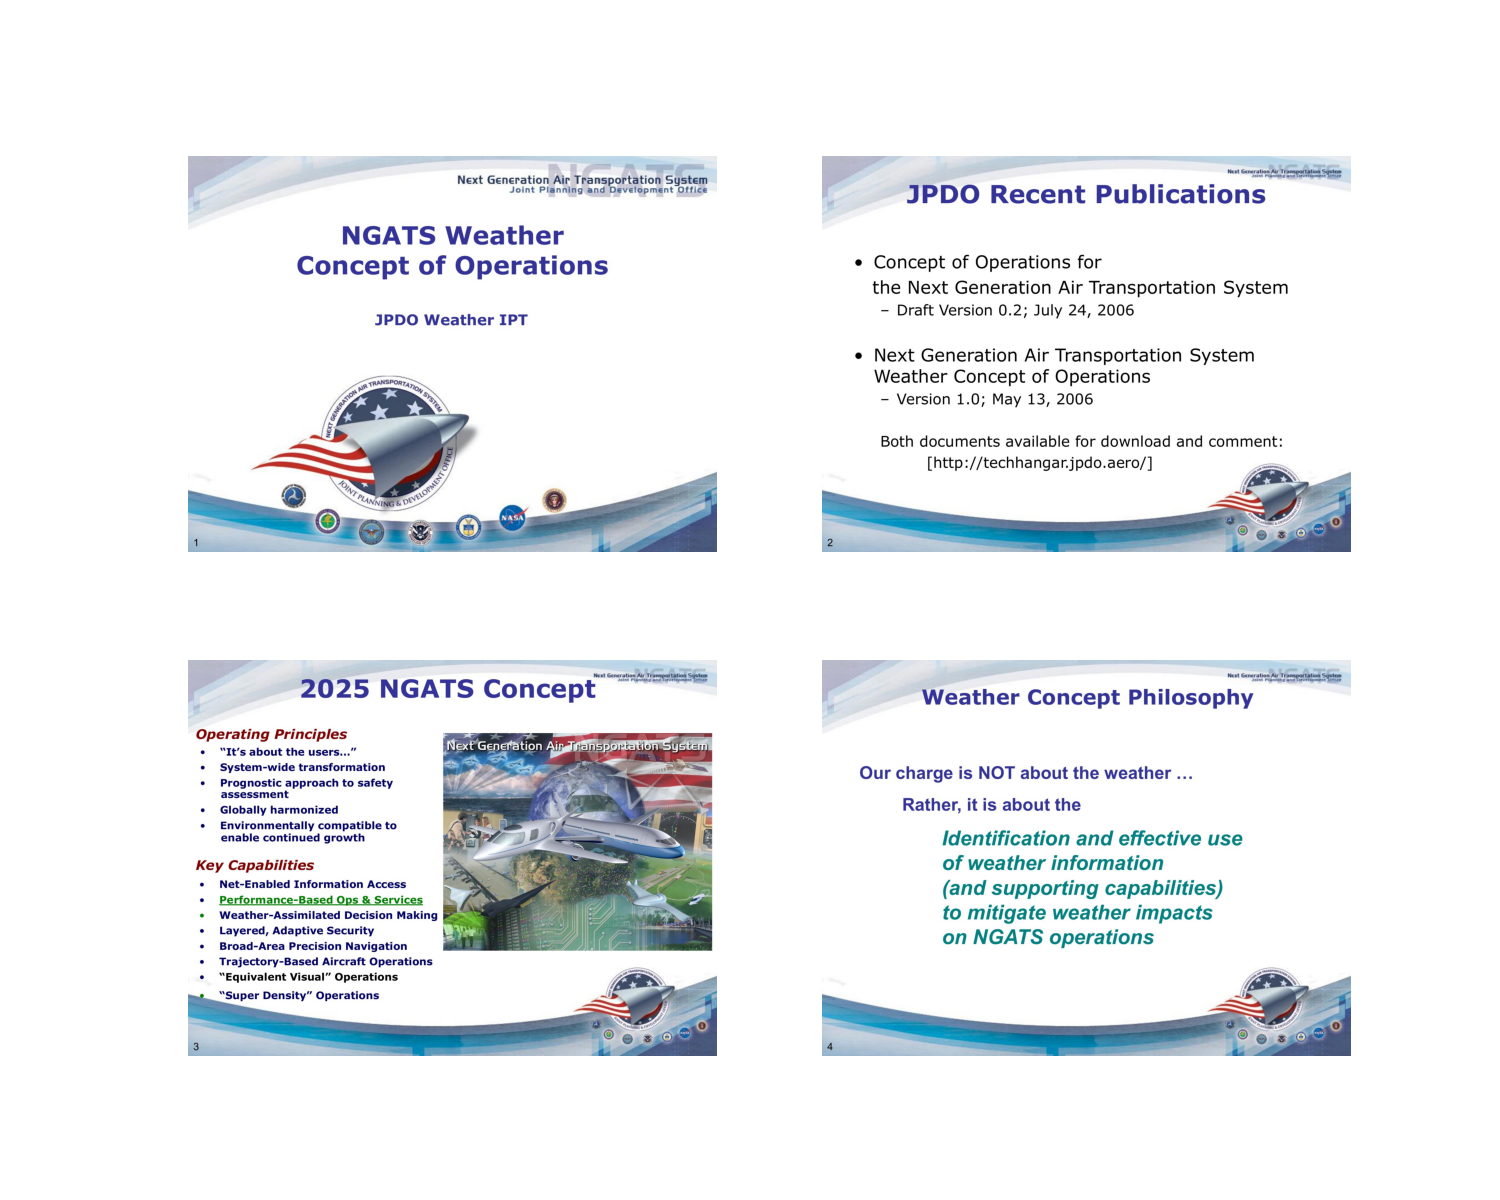 Next Generation Air Transportation System
Joint Planning and Development Office
NGATS
NGATS Weather
Concept of Operations
JPDO Weather IPT
NEXT GENERATION AIR TRANSPORTATION SYSTEM
JOINT PLANNING & DEVELOPMENT OFFICE
NASA
1
NGATS
Next Generation Air Transportation System
Joint Planning and Development Office
JPDO Recent Publications
• Concept of Operations for
the Next Generation Air Transportation System
– Draft Version 0.2; July 24, 2006
• Next Generation Air Transportation System
Weather Concept of Operations
– Version 1.0; May 13, 2006
Both documents available for download and comment:
[http://techhangar.jpdo.aero/]
2
NGATS
Next Generation Air Transportation System
Joint Planning and Development Office
2025 NGATS Concept
Operating Principles
• “It’s about the users…”
• System-wide transformation
• Prognostic approach to safety
assessment
• Globally harmonized
• Environmentally compatible to
enable continued growth
Key Capabilities
• Net-Enabled Information Access
• Performance-Based Ops & Services
• Weather-Assimilated Decision Making
• Layered, Adaptive Security
• Broad-Area Precision Navigation
• Trajectory-Based Aircraft Operations
• “Equivalent Visual” Operations
• “Super Density” Operations
Next Generation Air Transportation System
NGATS
3
NGATS
Next Generation Air Transportation System
Joint Planning and Development Office
Weather Concept Philosophy
Our charge is NOT about the weather …
Rather, it is about the
Identification and effective use
of weather information
(and supporting capabilities)
to mitigate weather impacts
on NGATS operations
4